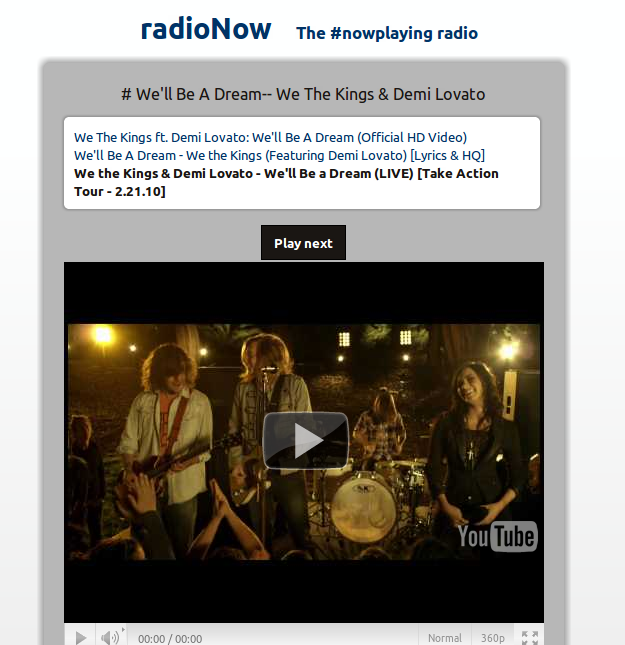 radioNow The #nowplaying radio
# We'll Be A Dream-- We The Kings & Demi Lovato
We The Kings ft. Demi Lovato: We'll Be A Dream (Official HD Video)
We'll Be A Dream - We the Kings (Featuring Demi Lovato) [Lyrics & HQ]
We the Kings & Demi Lovato - We'll Be a Dream (LIVE) [Take Action
Tour - 2.21.10]
Play next
YouTube
00:00 / 00:00 Normal 360p